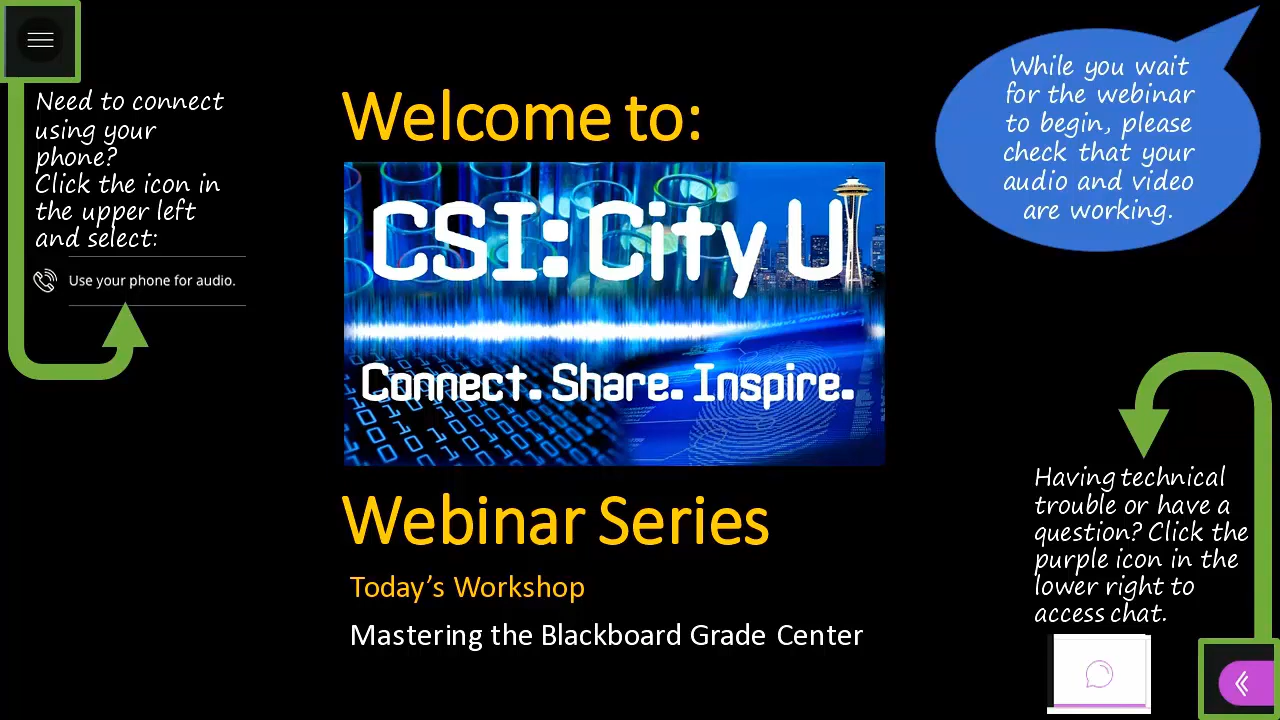 Need to connect
using your
phone?
Click the icon in
the upper left
and select:
Use your phone for audio.
Welcome to:
CSI: City U
Connect. Share. Inspire.
Webinar Series
Today’s Workshop
Mastering the Blackboard Grade Center
While you wait
for the webinar
to begin, please
check that your
audio and video
are working.
Having technical
trouble or have a
question? Click the
purple icon in the
lower right to
access chat.